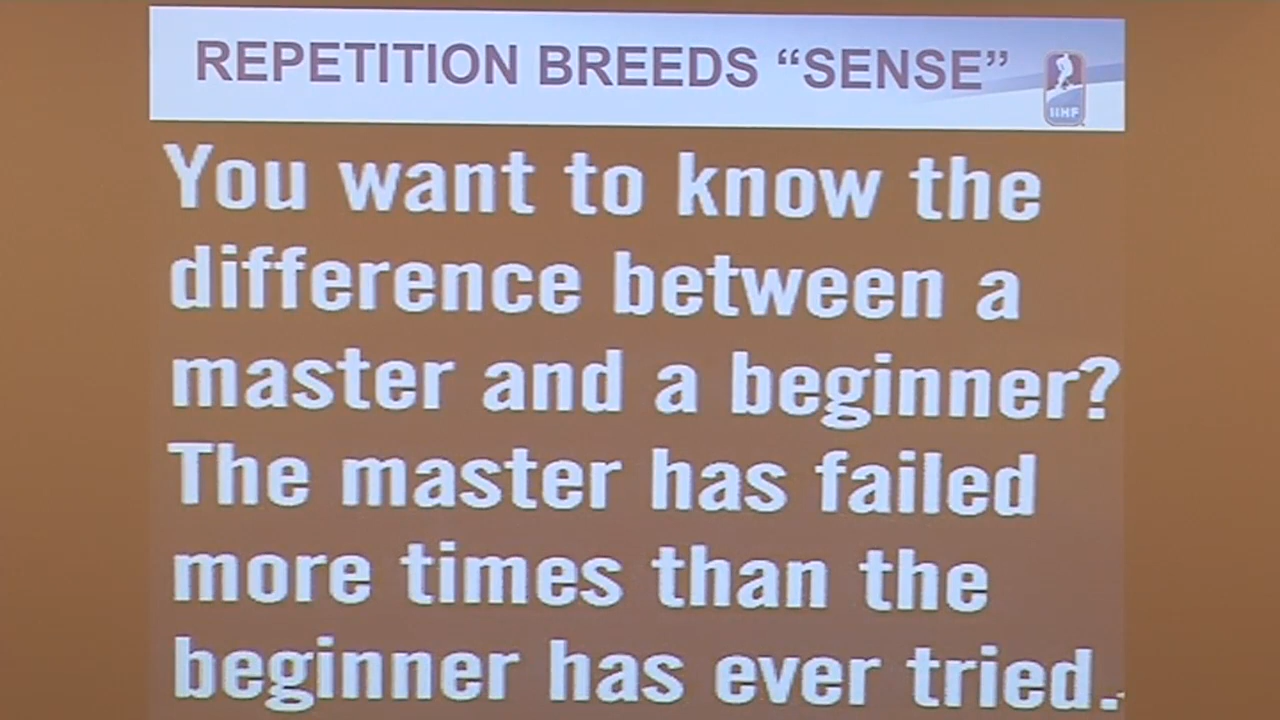 REPETITION BREEDS “SENSE”
IIHF
You want to know the
difference between a
master and a beginner?
The master has failed
more times than the
beginner has ever tried.